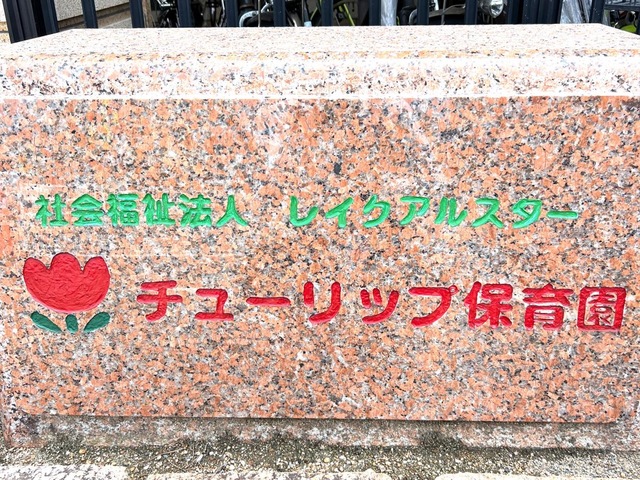 社会福祉法人 レイクアルスター
チューリップ保育園